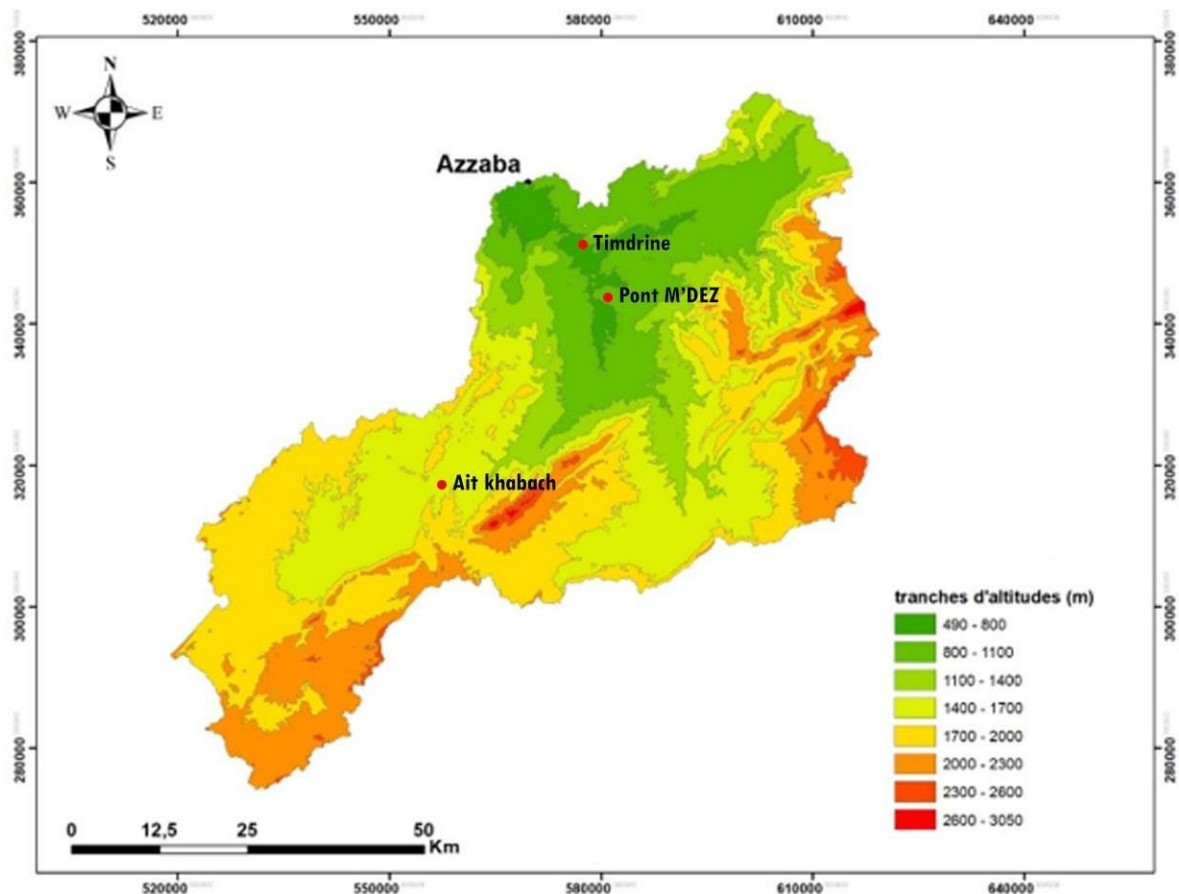 520000 550000 580000 610000 640000
380000 380000
N
W E
S
Azzaba
360000 360000
Timdrine
Pont M'DEZ
340000 340000
320000 320000
Ait khabach
tranches d'altitudes (m)
300000 300000
490 - 800
800 - 1100
1100 - 1400
1400 - 1700
1700 - 2000
280000 280000
2000 - 2300
2300 - 2600
2600 - 3050
0 12,5 25 50
Km
520000 550000 580000 610000 640000